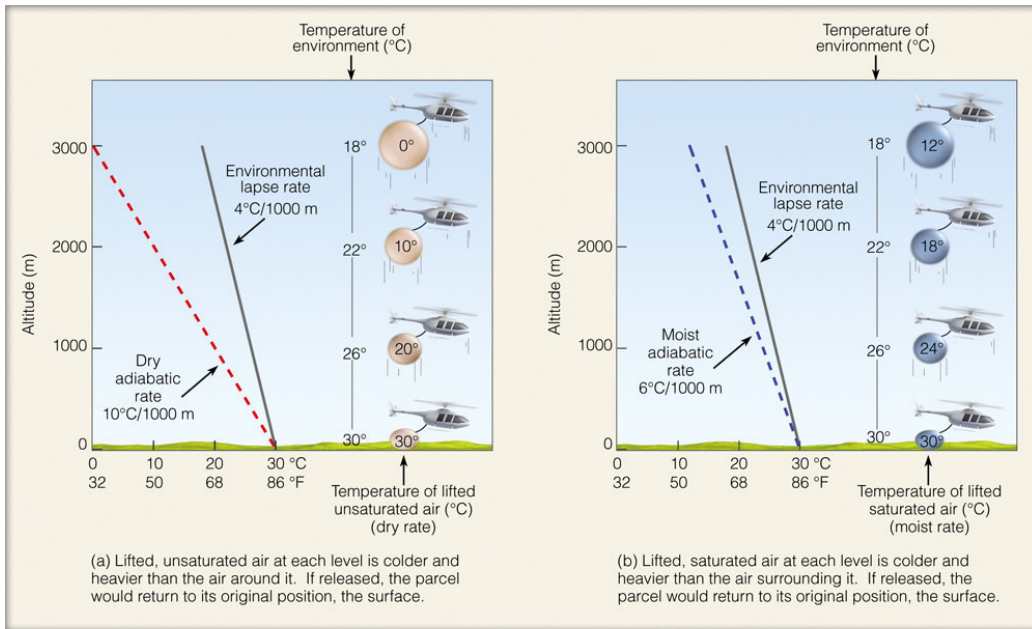 Temperature of
environment (°C)
3000
2000
1000
0
Altitude (m)
Environmental
lapse rate
4°C/1000 m
Dry
adiabatic
rate
10°C/1000 m
18°
22°
26°
30°
0°
10°
20°
30°
0 10 20 30 °C
32 50 68 86 °F
Temperature of lifted
unsaturated air (°C)
(dry rate)
(a) Lifted, unsaturated air at each level is colder and
heavier than the air around it. If released, the parcel
would return to its original position, the surface.
Temperature of
environment (°C)
3000
2000
1000
0
Altitude (m)
Environmental
lapse rate
4°C/1000 m
Moist
adiabatic
rate
6°C/1000 m
18°
22°
26°
30°
12°
18°
24°
30°
0 10 20 30 °C
32 50 68 86 °F
Temperature of lifted
saturated air (°C)
(moist rate)
(b) Lifted, saturated air at each level is colder and
heavier than the air surrounding it. If released, the
parcel would return to its original position, the surface.